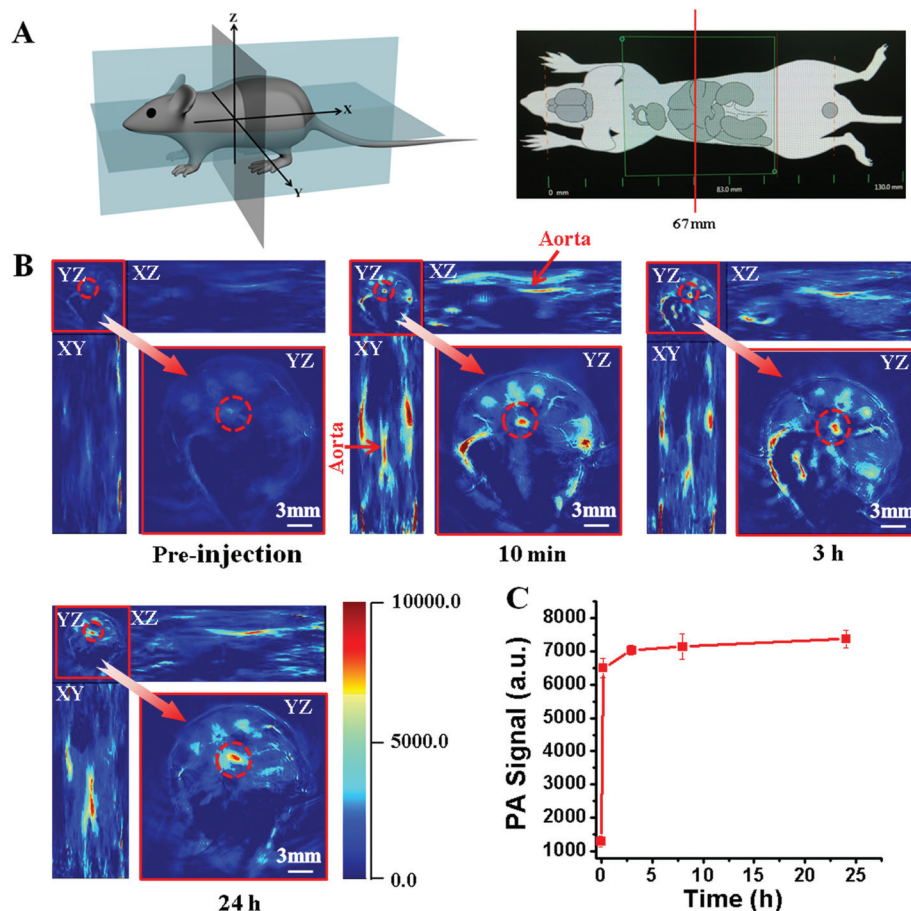 A
Z
X
Y
0 mm
83.0 mm
130.0 mm
67 mm
B
YZ
XZ
XY
YZ
3mm
Pre-injection
Aorta
YZ
XZ
XY
Aorta
YZ
3mm
10 min
YZ
XZ
XY
YZ
3mm
3 h
YZ
XZ
XY
YZ
3mm
24 h
10000.0
5000.0
0.0
C
PA Signal (a.u.)
8000
7000
6000
5000
4000
3000
2000
1000
0 5 10 15 20 25
Time (h)